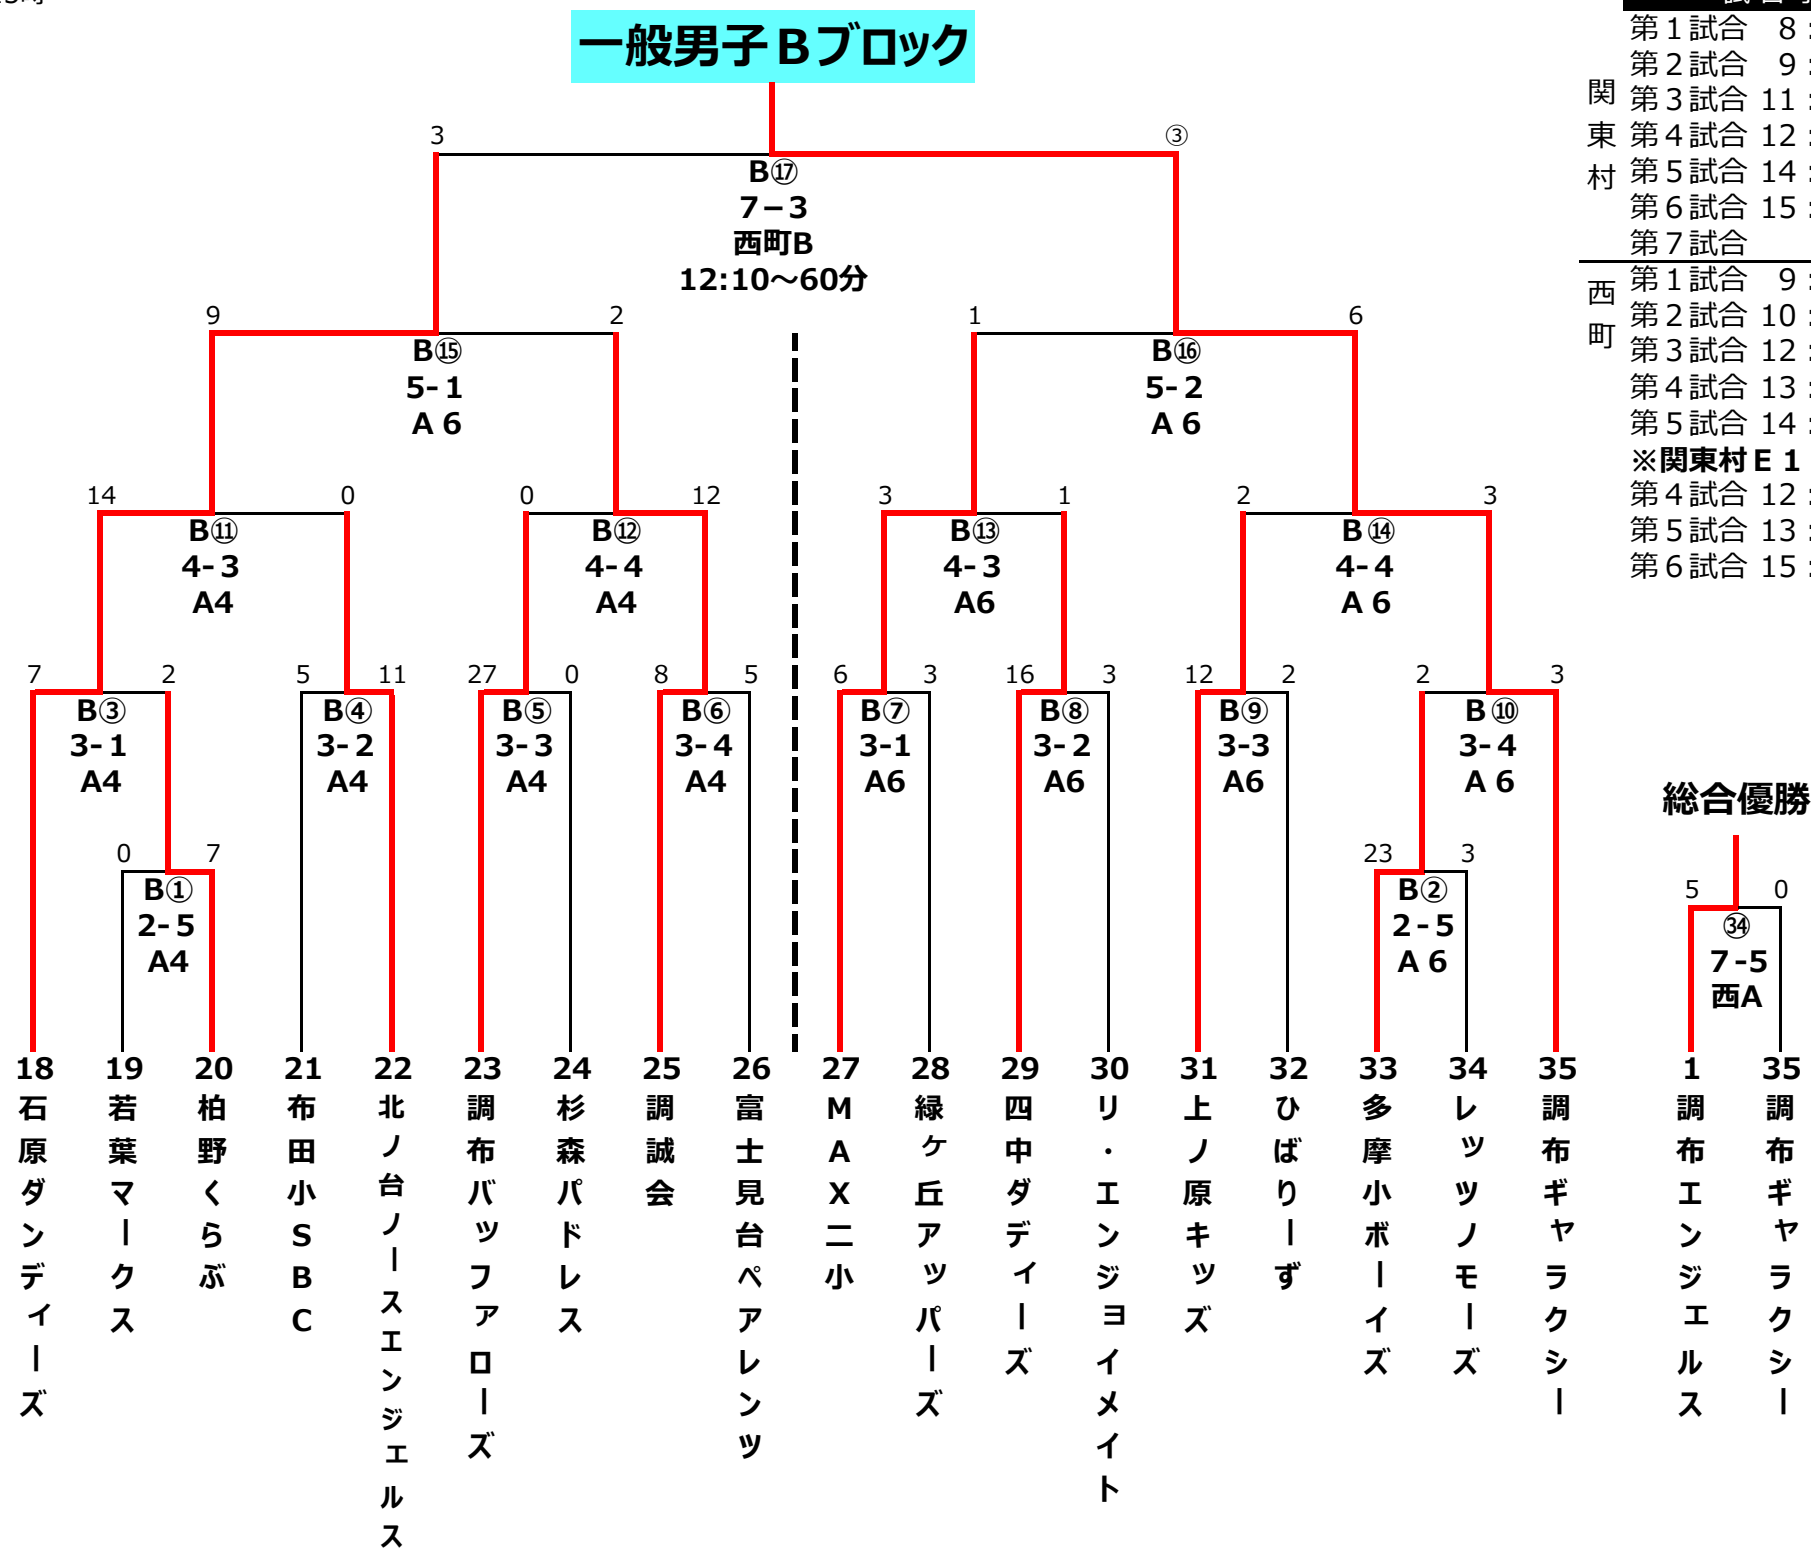 一般男子Bブロック
3 ③
B⑰
7－3
西町B
12:10～60分
9 2 1 6
B⑮ B⑯
5-1 5-2
A6 A6
14 0 0 12 3 1 2 3
B⑪ B⑫ B⑬ B⑭
4-3 4-4 4-3 4-4
A4 A4 A6 A6
7 2 5 11 27 0 8 5 6 3 16 3 12 2 2 3
B③ B④ B⑤ B⑥ B⑦ B⑧ B⑨ B⑩
3-1 3-2 3-3 3-4 3-1 3-2 3-3 3-4
A4 A4 A4 A4 A6 A6 A6 A6
0 7 23 3
B① B②
2-5 2-5
A4 A6
18 石原ダンディーズ
19 若葉マークス
20 柏野くらぶ
21 布田小SBC
22 北ノ台ノースエンジェルス
23 調布バッファローズ
24 杉森パドレス
25 調誠会
26 富士見台ペアレンツ
27 MAX二小
28 緑ケ丘アッパーズ
29 四中ダディーズ
30 リ・エンジョイメイト
31 上ノ原キッズ
32 ひばりーず
33 多摩小ボーイズ
34 レッツノモーズ
35 調布ギャラクシー
関東村
第1試合 8:
第2試合 9:
第3試合 11:
第4試合 12:
第5試合 14:
第6試合 15:
第7試合
西町
第1試合 9:
第2試合 10:
第3試合 12:
第4試合 13:
第5試合 14:
※関東村E1
第4試合 12:
第5試合 13:
第6試合 15:
総合優勝
5 0
㉞
7-5
西A
1 調布エンジェルス
35 調布ギャラクシー